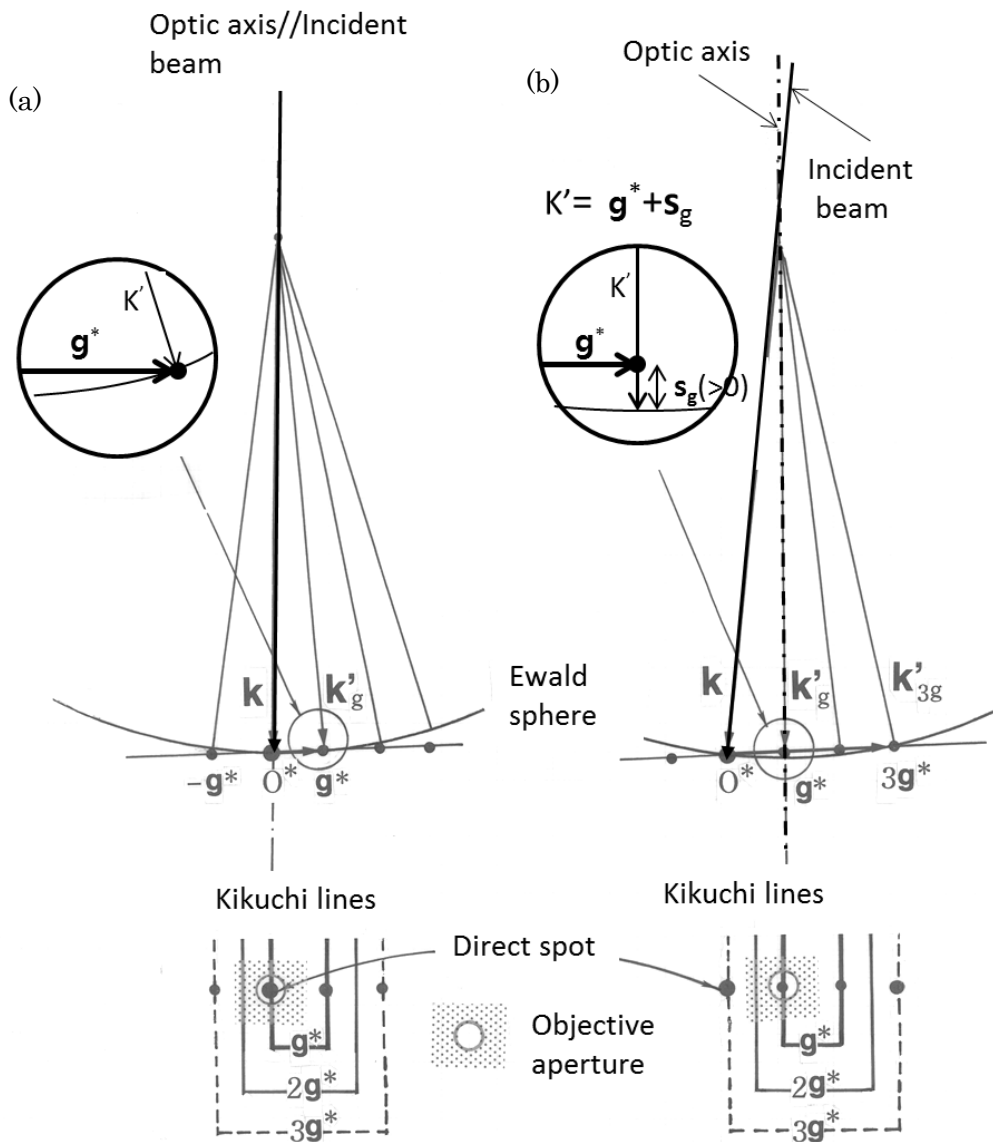 Optic axis//Incident
beam
(a)
K'
g*
k
k'g
-g*
O*
g*
(b)
Optic axis
Incident
beam
K'= g*+sg
K'
g*
sg(>0)
Ewald
sphere
k
k'g
k'3g
O*
g*
3g*
Kikuchi lines
g*
2g*
3g*
Direct spot
Objective
aperture
Kikuchi lines
g*
2g*
3g*